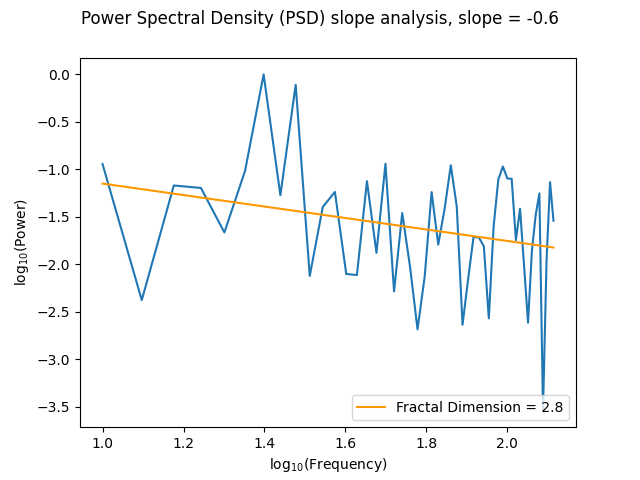 Power Spectral Density (PSD) slope analysis, slope = -0.6
0.0
−0.5
−1.0
−1.5
−2.0
−2.5
−3.0
−3.5
log₁₀(Power)
Fractal Dimension = 2.8
1.0 1.2 1.4 1.6 1.8 2.0
log₁₀(Frequency)